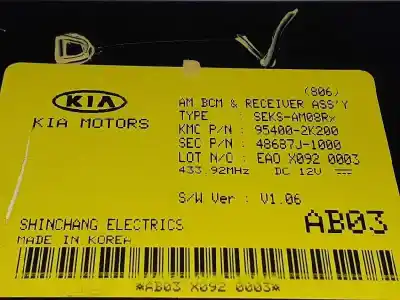 (806)
KIA
AM BCM & RECEIVER ASS'Y
KIA MOTORS
TYPE : SEKS-AM08Rx
KMC P/N : 95400-2K200
SEC P/N : 48687J-1000
LOT N/O : EAO X092 0003
433.92MHz DC 12V
S/W Ver : V1.06
SHINCHANG ELECTRICS
AB03
MADE IN KOREA
*AB03 X092 0003*